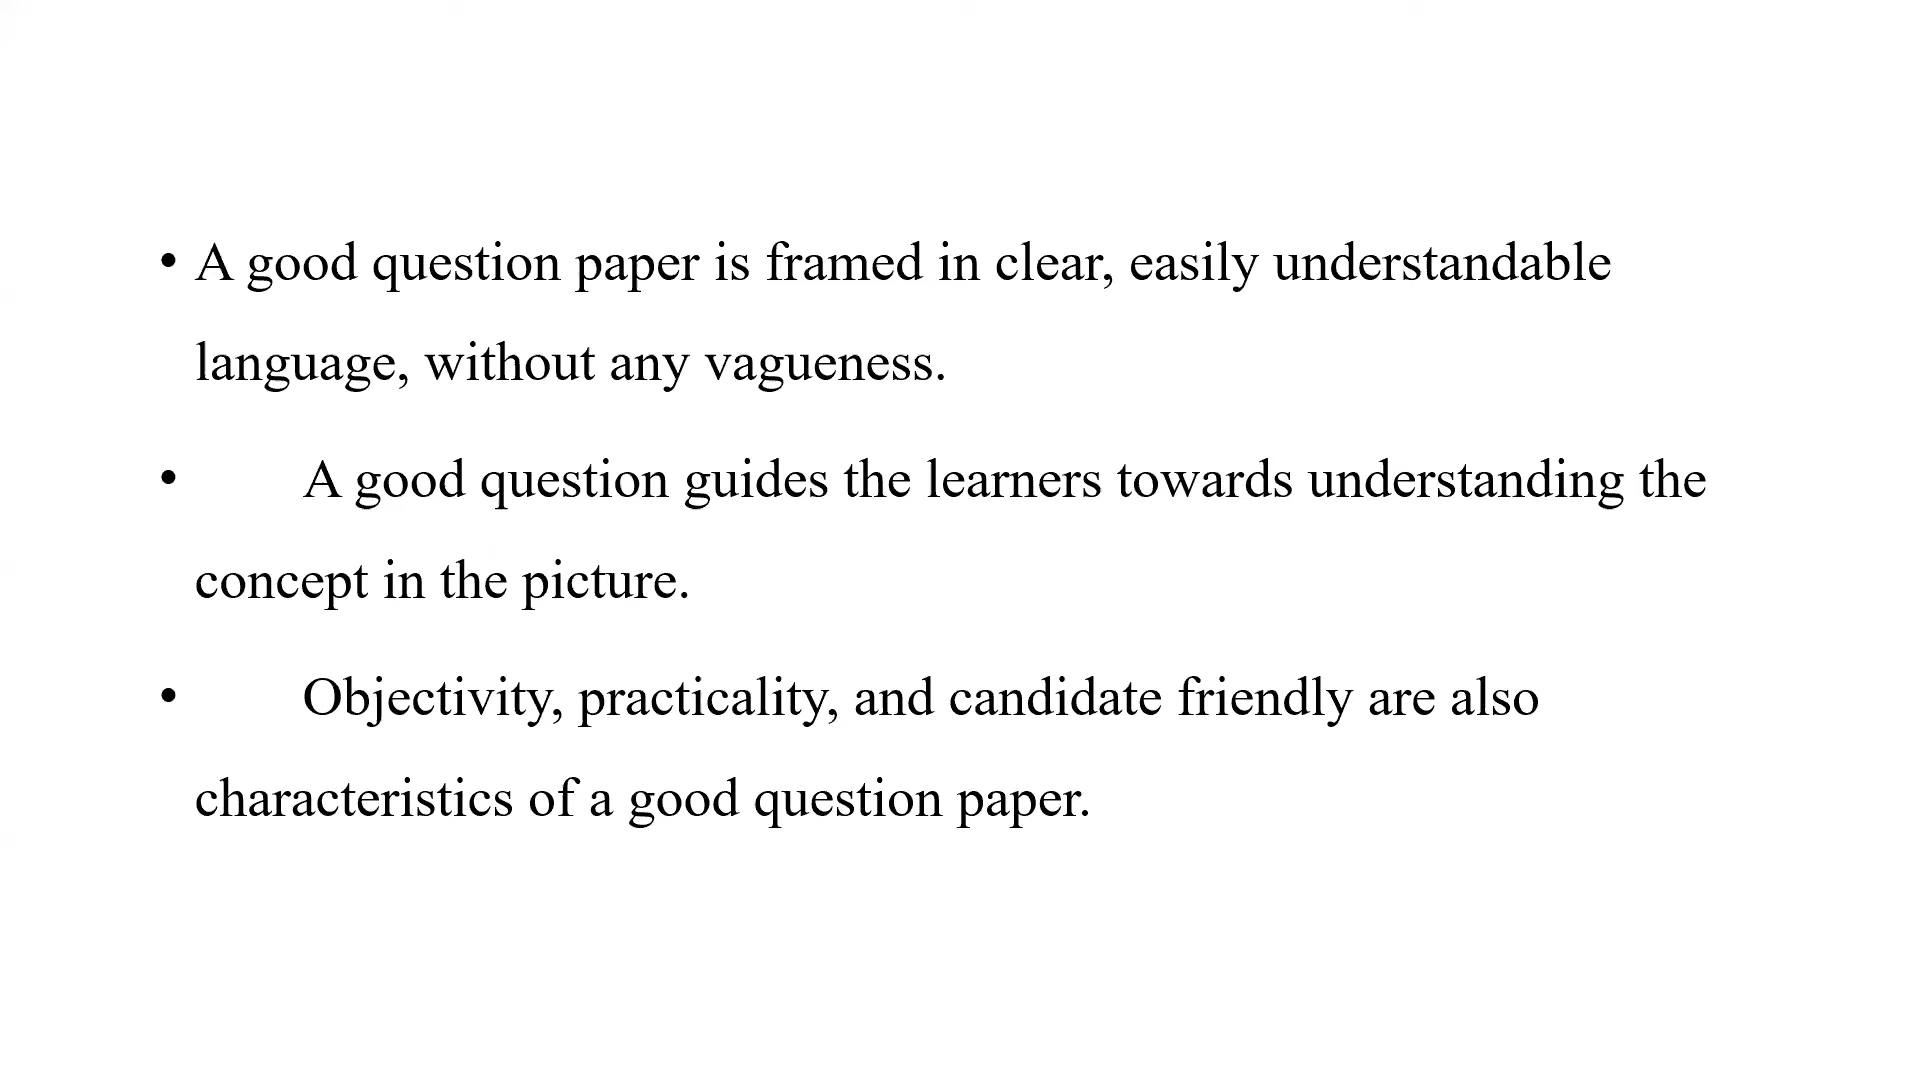 • A good question paper is framed in clear, easily understandable
language, without any vagueness.
• A good question guides the learners towards understanding the
concept in the picture.
• Objectivity, practicality, and candidate friendly are also
characteristics of a good question paper.